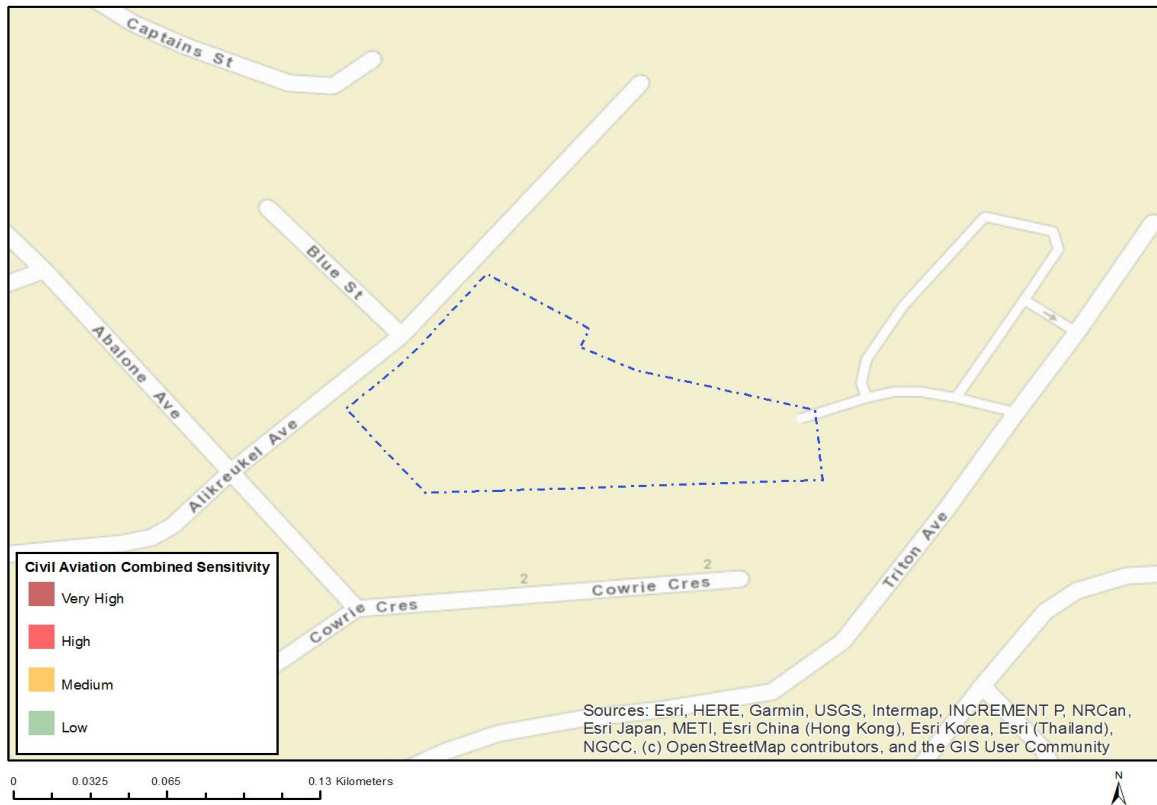 Captains St
Blue St
Abalone Ave
Alikreukel Ave
Triton Ave
2
2
Cowrie Cres
Cowrie Cres
Civil Aviation Combined Sensitivity
Very High
High
Medium
Low
Sources: Esri, HERE, Garmin, USGS, Intermap, INCREMENT P, NRCan,
Esri Japan, METI, Esri China (Hong Kong), Esri Korea, Esri (Thailand),
NGCC, (c) OpenStreetMap contributors, and the GIS User Community
0 0.0325 0.065 0.13 Kilometers
N